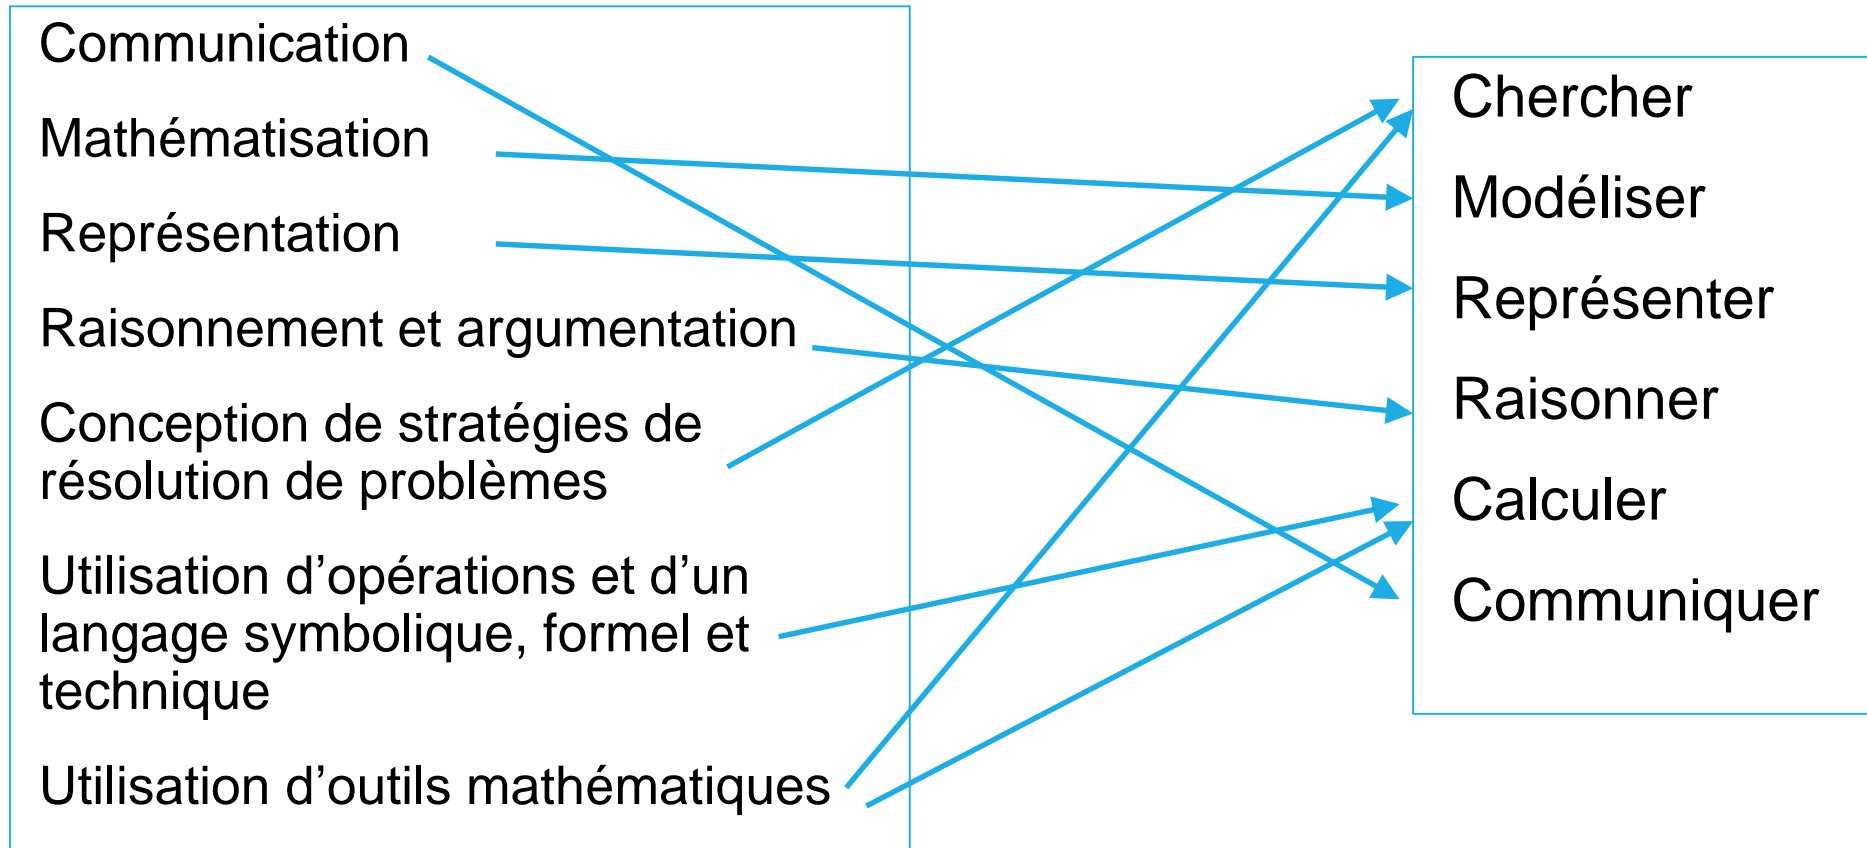 Communication
Mathématisation
Représentation
Raisonnement et argumentation
Conception de stratégies de
résolution de problèmes
Utilisation d’opérations et d’un
langage symbolique, formel et
technique
Utilisation d’outils mathématiques
Chercher
Modéliser
Représenter
Raisonner
Calculer
Communiquer